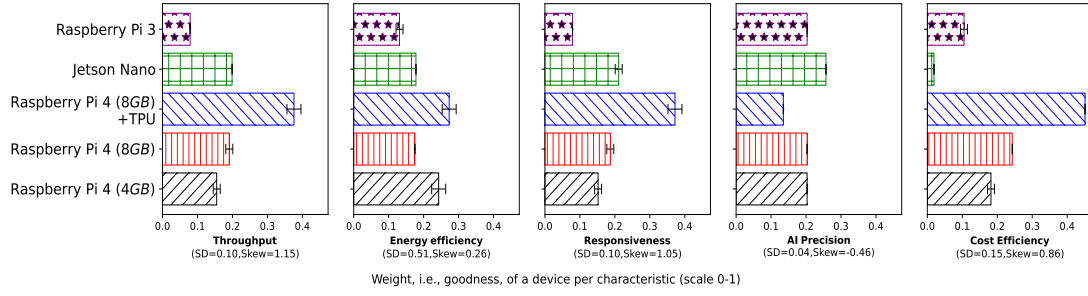 Raspberry Pi 3
Jetson Nano
Raspberry Pi 4 (8GB)
+TPU
Raspberry Pi 4 (8GB)
Raspberry Pi 4 (4GB)
0.0 0.1 0.2 0.3 0.4
Throughput
(SD=0.10,Skew=1.15)
0.0 0.1 0.2 0.3 0.4
Energy efficiency
(SD=0.51,Skew=0.26)
0.0 0.1 0.2 0.3 0.4
Responsiveness
(SD=0.10,Skew=1.05)
0.0 0.1 0.2 0.3 0.4
AI Precision
(SD=0.04,Skew=-0.46)
0.0 0.1 0.2 0.3 0.4
Cost Efficiency
(SD=0.15,Skew=0.86)
Weight, i.e., goodness, of a device per characteristic (scale 0-1)